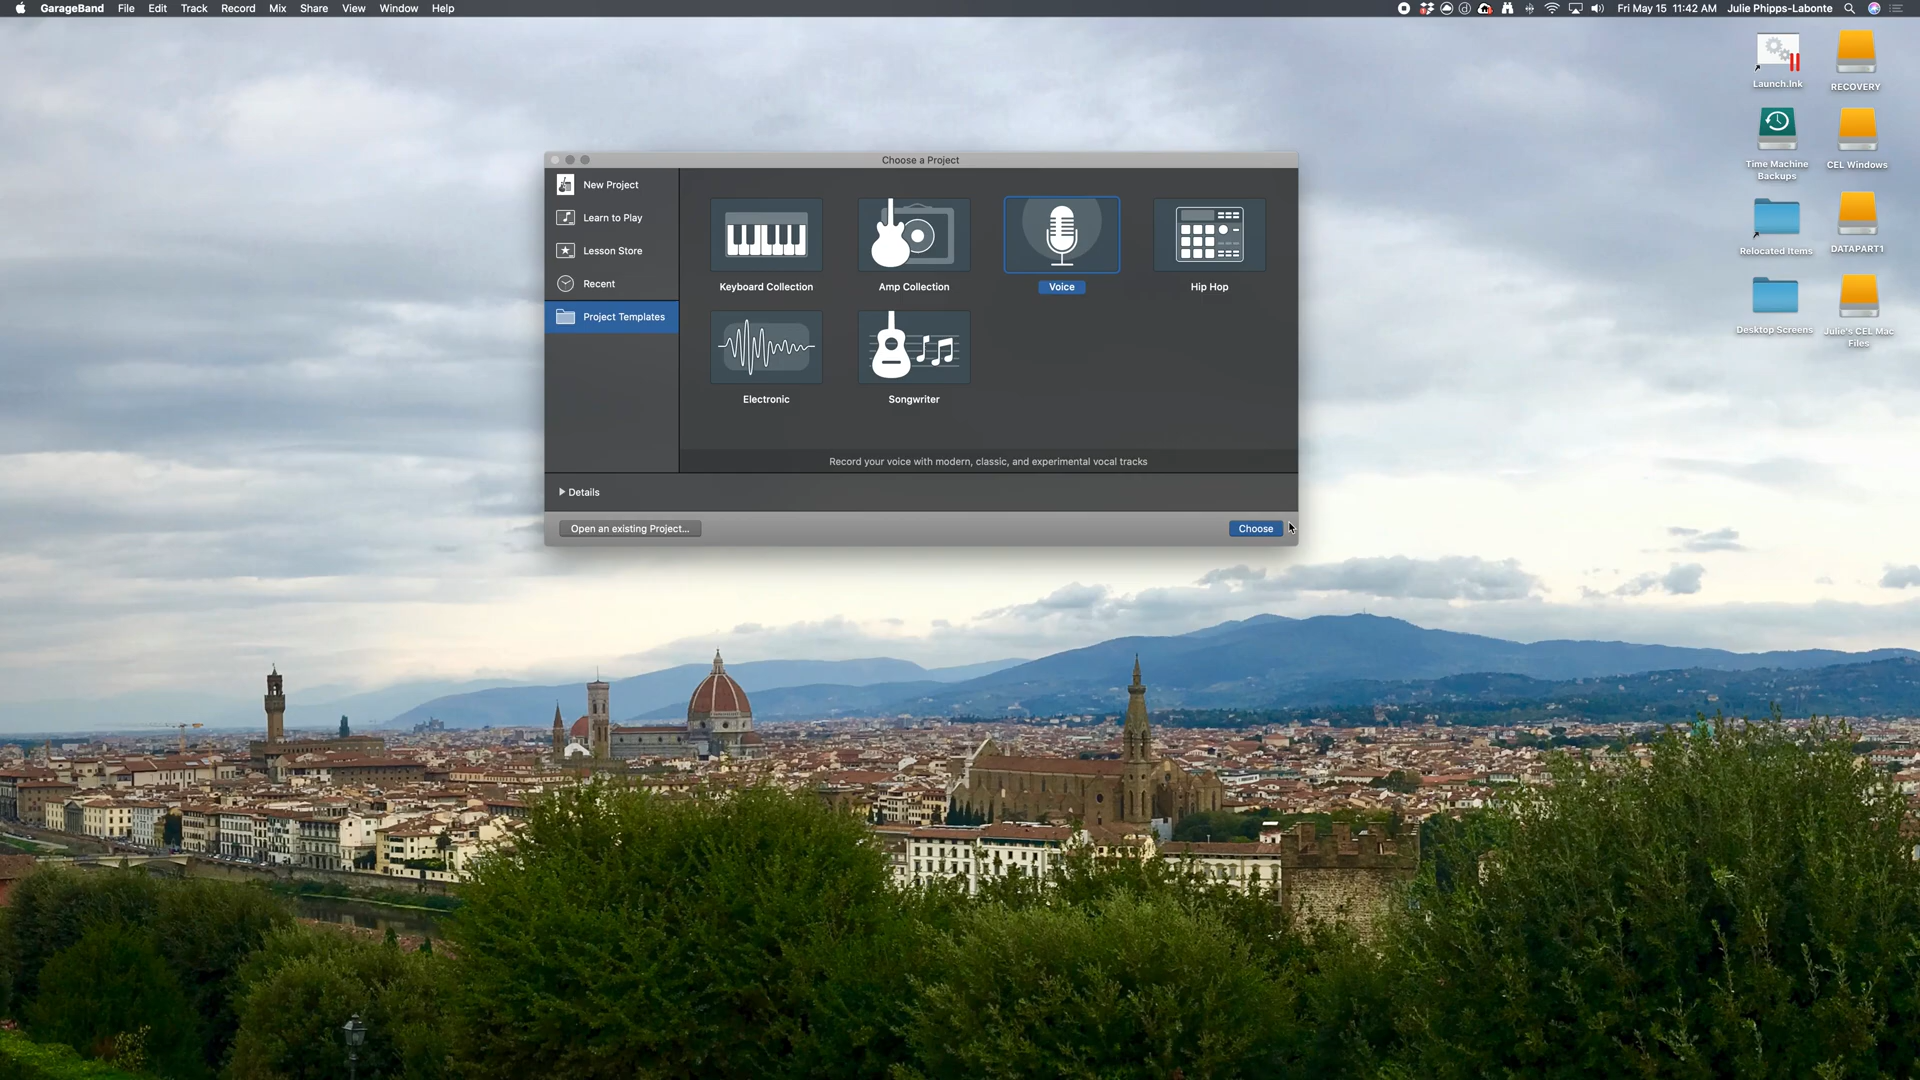 GarageBand File Edit Track Record Mix Share View Window Help
Fri May 15 11:42 AM Julie Phipps-Labonte
Launch.lnk
RECOVERY
Time Machine
Backups
CEL Windows
Relocated Items
DATAPART1
Desktop Screens
Julie's CEL Mac
Files
Choose a Project
New Project
Learn to Play
Lesson Store
Recent
Project Templates
Keyboard Collection
Amp Collection
Voice
Hip Hop
Electronic
Songwriter
Record your voice with modern, classic, and experimental vocal tracks
Details
Open an existing Project...
Choose